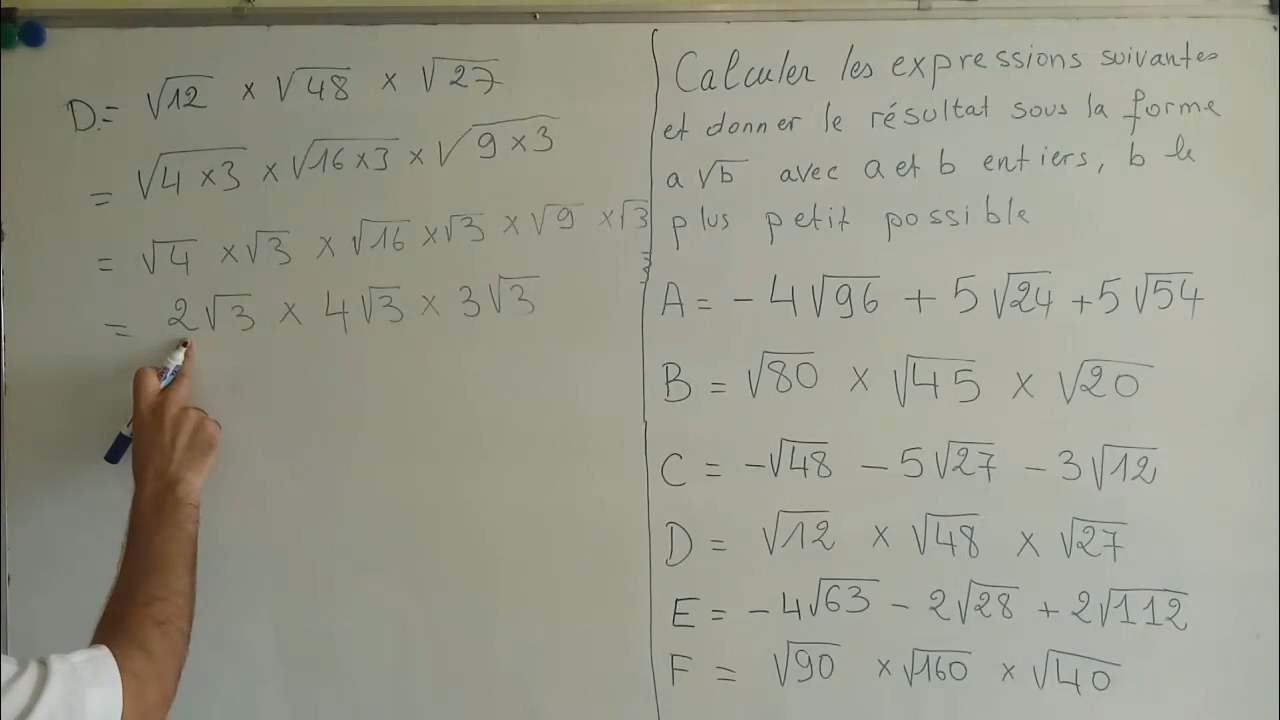 D = √12 × √48 × √27
= √4×3 × √16×3 × √9×3
= √4 × √3 × √16 × √3 × √9 × √3
= 2√3 × 4√3 × 3√3
Calculer les expressions suivantes
et donner le résultat sous la forme
a√b avec a et b entiers, b le
plus petit possible
A = -4√96 + 5√24 + 5√54
B = √80 × √45 × √20
C = -√48 - 5√27 - 3√12
D = √12 × √48 × √27
E = -4√63 - 2√28 + 2√112
F = √90 × √160 × √40